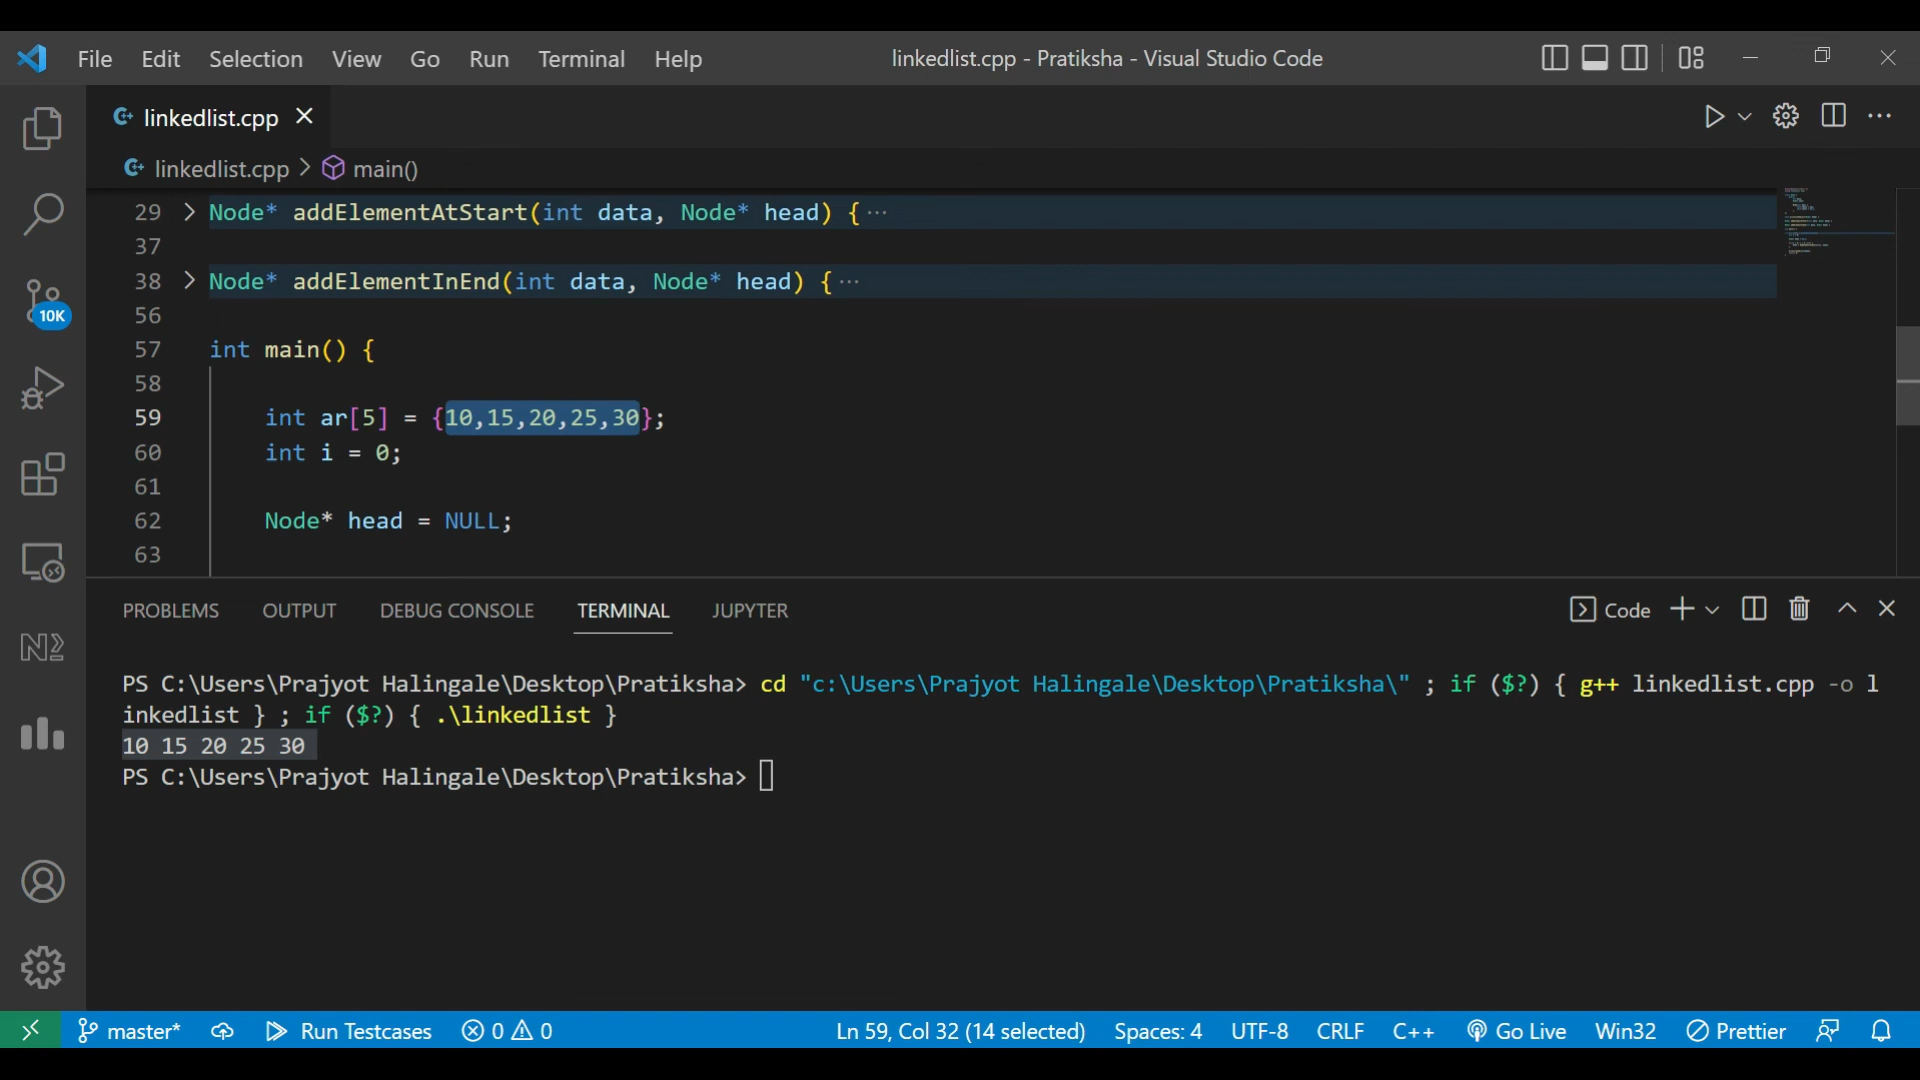 File Edit Selection View Go Run Terminal Help linkedlist.cpp - Pratiksha - Visual Studio Code
linkedlist.cpp
linkedlist.cpp > main()
29 > Node* addElementAtStart(int data, Node* head) {···
37
38 > Node* addElementInEnd(int data, Node* head) {···
56
57 int main() {
58
59 int ar[5] = {10,15,20,25,30};
60 int i = 0;
61
62 Node* head = NULL;
63
10K
PROBLEMS OUTPUT DEBUG CONSOLE TERMINAL JUPYTER Code
PS C:\Users\Prajyot Halingale\Desktop\Pratiksha> cd "c:\Users\Prajyot Halingale\Desktop\Pratiksha\" ; if ($?) { g++ linkedlist.cpp -o l
inkedlist } ; if ($?) { .\linkedlist }
10 15 20 25 30
PS C:\Users\Prajyot Halingale\Desktop\Pratiksha>
master* Run Testcases 0 0 Ln 59, Col 32 (14 selected) Spaces: 4 UTF-8 CRLF C++ Go Live Win32 Prettier